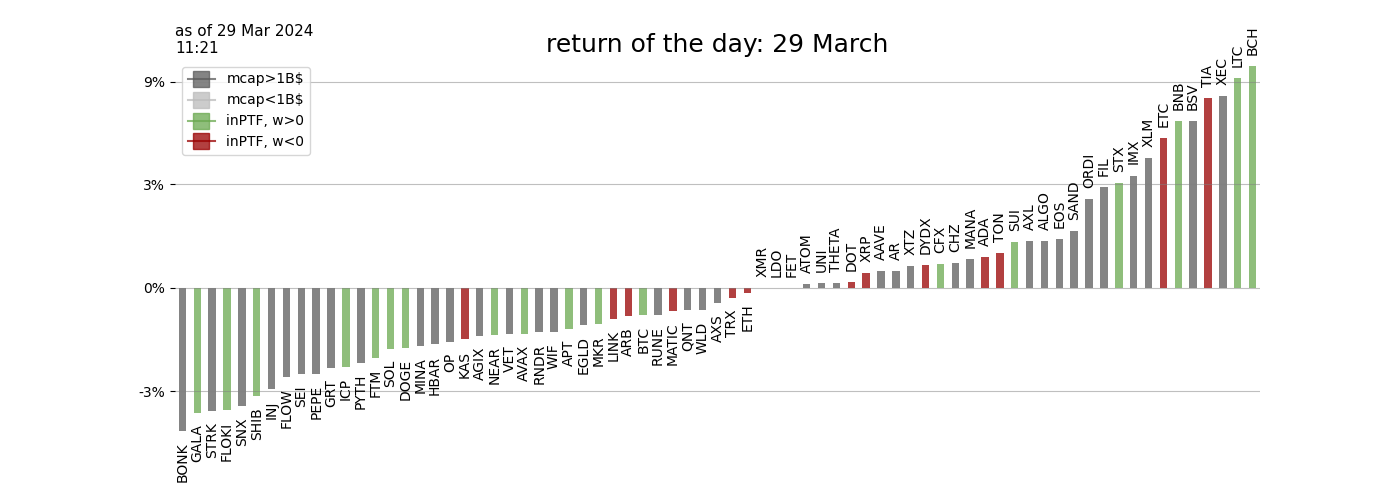 as of 29 Mar 2024
11:21
return of the day: 29 March
mcap>1B$
mcap<1B$
inPTF, w>0
inPTF, w<0
9%
3%
0%
-3%
BONK
GALA
STRK
FLOKI
SNX
SHIB
INJ
FLOW
SEI
PEPE
GRT
ICP
PYTH
FTM
SOL
DOGE
MINA
HBAR
OP
KAS
AGIX
NEAR
VET
AVAX
RNDR
WIF
APT
EGLD
MKR
LINK
ARB
BTC
RUNE
MATIC
QNT
WLD
AXS
TRX
ETH
XMR
LDO
FET
ATOM
UNI
THETA
DOT
XRP
AAVE
AR
XTZ
DYDX
CFX
CHZ
MANA
ADA
TON
SUI
AXL
ALGO
EOS
SAND
ORDI
FIL
STX
IMX
XLM
ETC
BNB
BSV
TIA
XEC
LTC
BCH